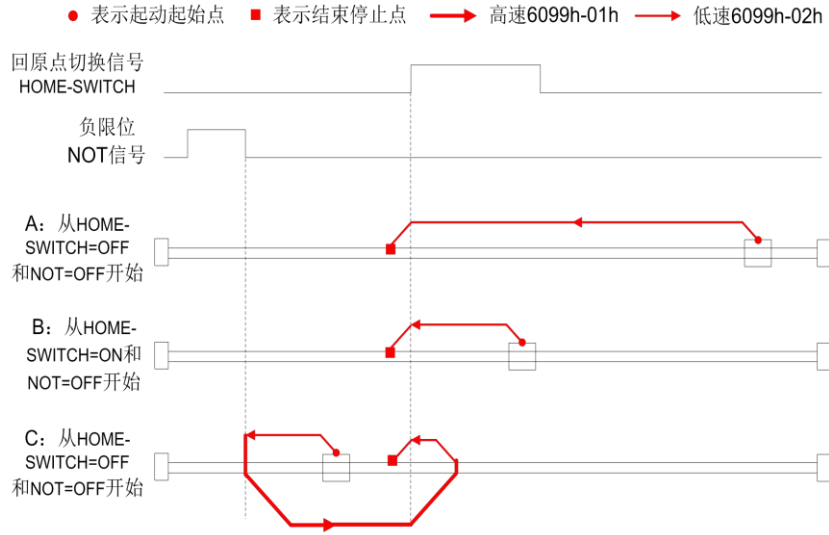 表示起动起始点 表示结束停止点 高速6099h-01h 低速6099h-02h
回原点切换信号
HOME-SWITCH
负限位
NOT信号
A：从HOME-
SWITCH=OFF
和NOT=OFF开始
B：从HOME-
SWITCH=ON和
NOT=OFF开始
C：从HOME-
SWITCH=OFF
和NOT=OFF开始